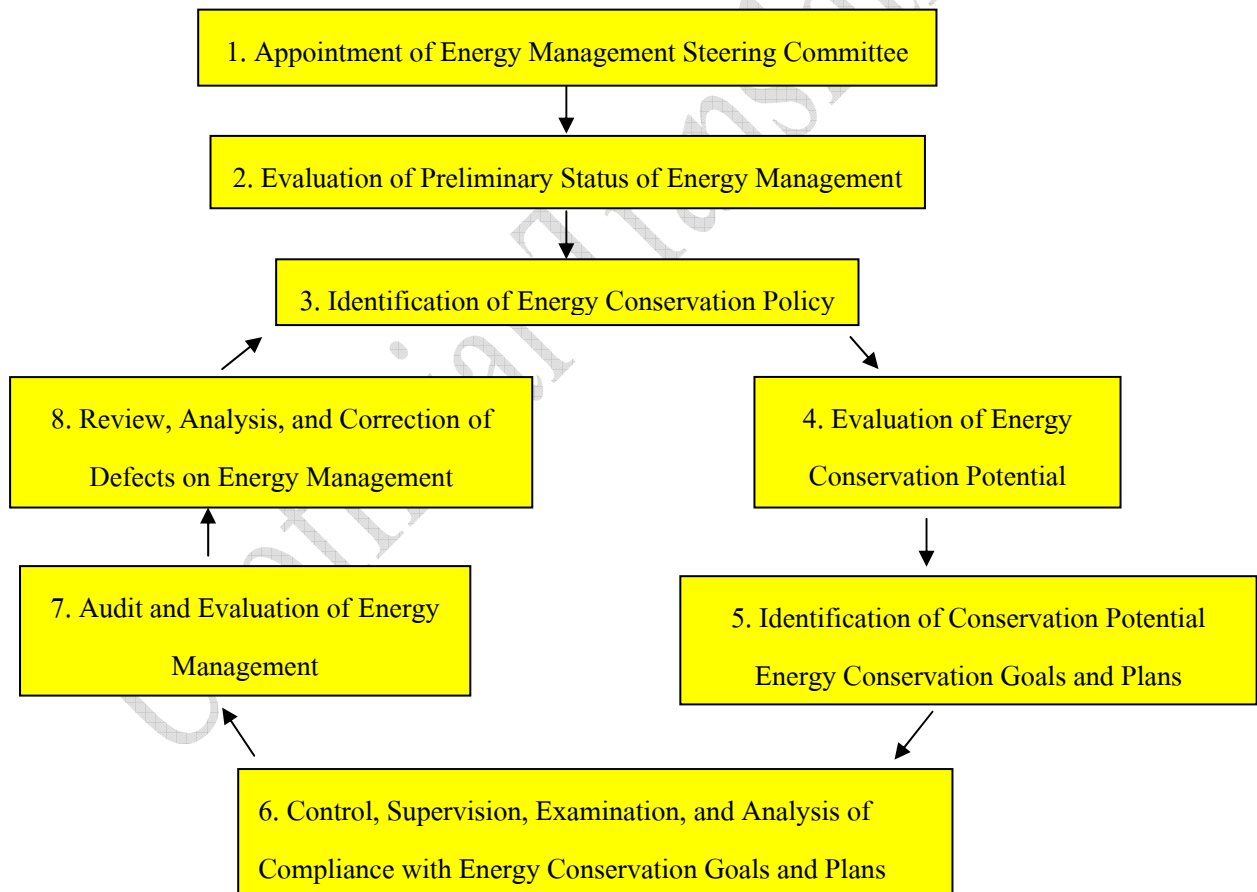 1. Appointment of Energy Management Steering Committee
2. Evaluation of Preliminary Status of Energy Management
3. Identification of Energy Conservation Policy
8. Review, Analysis, and Correction of
Defects on Energy Management
4. Evaluation of Energy
Conservation Potential
7. Audit and Evaluation of Energy
Management
5. Identification of Conservation Potential
Energy Conservation Goals and Plans
6. Control, Supervision, Examination, and Analysis of
Compliance with Energy Conservation Goals and Plans